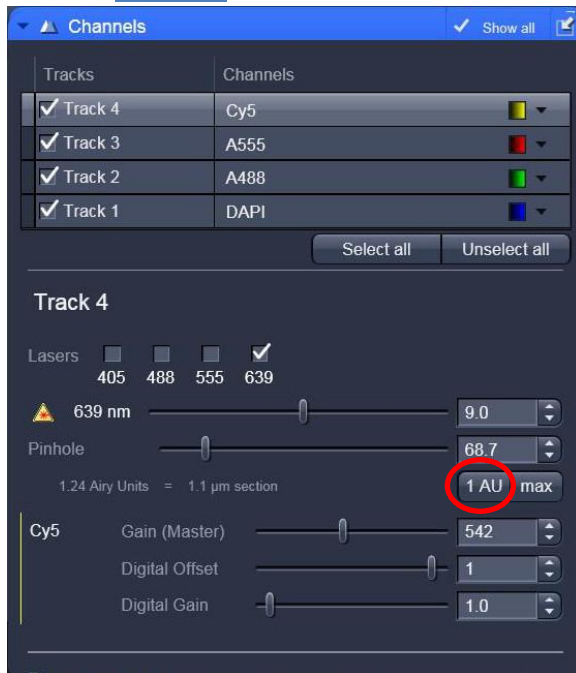 Channels Show all
Tracks Channels
Track 4 Cy5
Track 3 A555
Track 2 A488
Track 1 DAPI
Select all Unselect all
Track 4
Lasers
405 488 555 639
639 nm 9.0
Pinhole 68.7
1.24 Airy Units = 1.1 µm section 1 AU max
Cy5 Gain (Master) 542
Digital Offset 1
Digital Gain 1.0